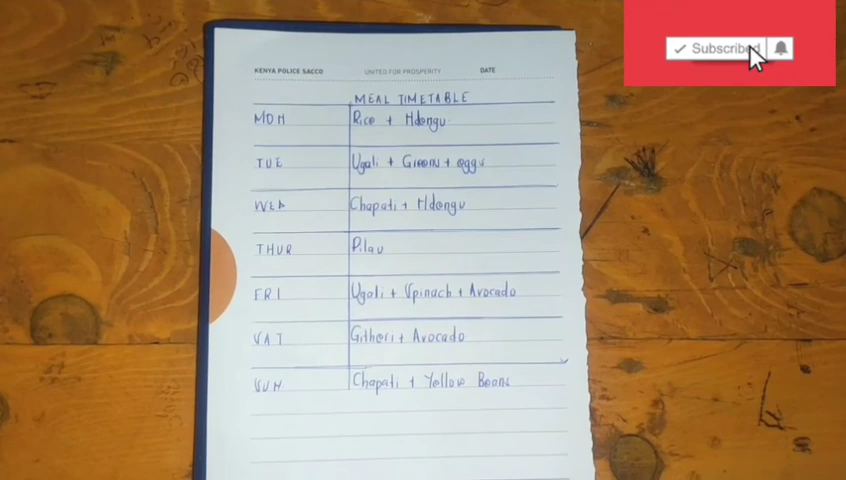 Subscribed
KENYA POLICE SACCO UNITED FOR PROSPERITY DATE
MEAL TIMETABLE
MON Rice + Ndengu
TUE Ugali + Greens + eggs
WED Chapati + Ndengu
THUR Pilau
FRI Ugali + Spinach + Avocado
SAT Githeri + Avocado
SUN Chapati + Yellow Beans